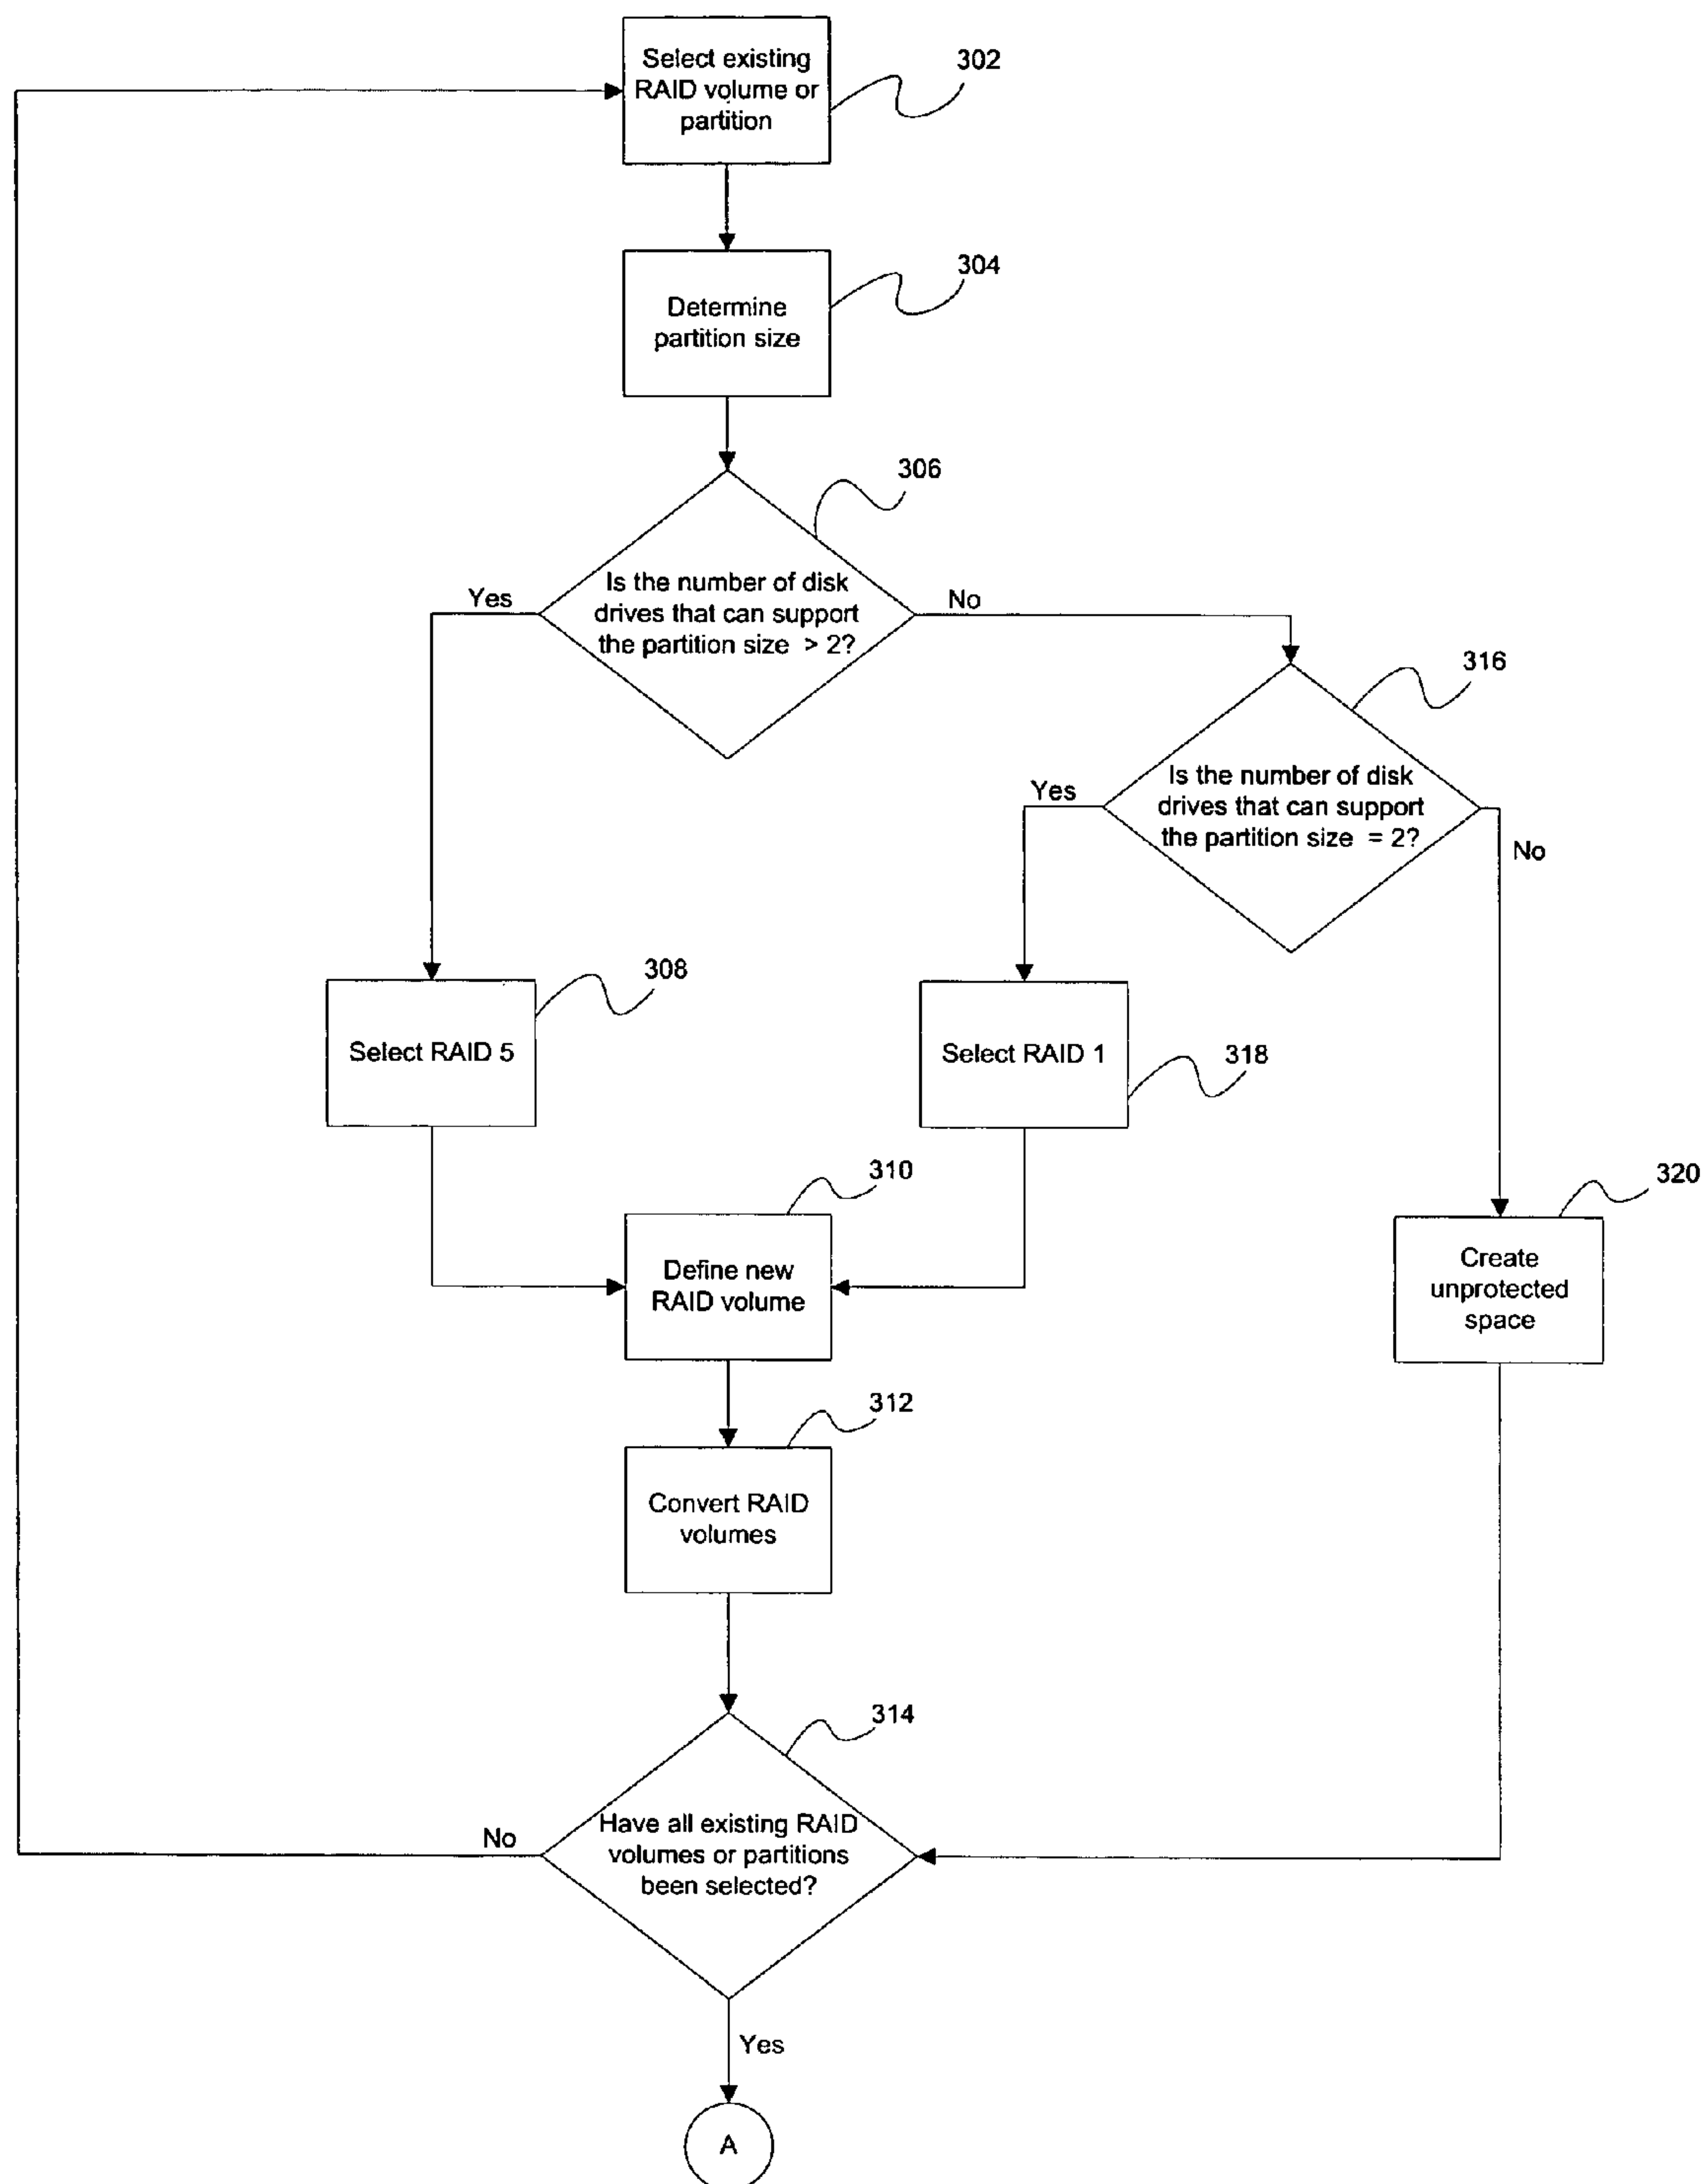 Select existing
RAID volume or
partition
302
Determine
partition size
304
306
Is the number of disk
drives that can support
the partition size > 2?
Yes
No
316
Is the number of disk
drives that can support
the partition size = 2?
Yes
No
Select RAID 5
308
Select RAID 1
318
310
Define new
RAID volume
320
Create
unprotected
space
312
Convert RAID
volumes
314
Have all existing RAID
volumes or partitions
been selected?
No
Yes
A